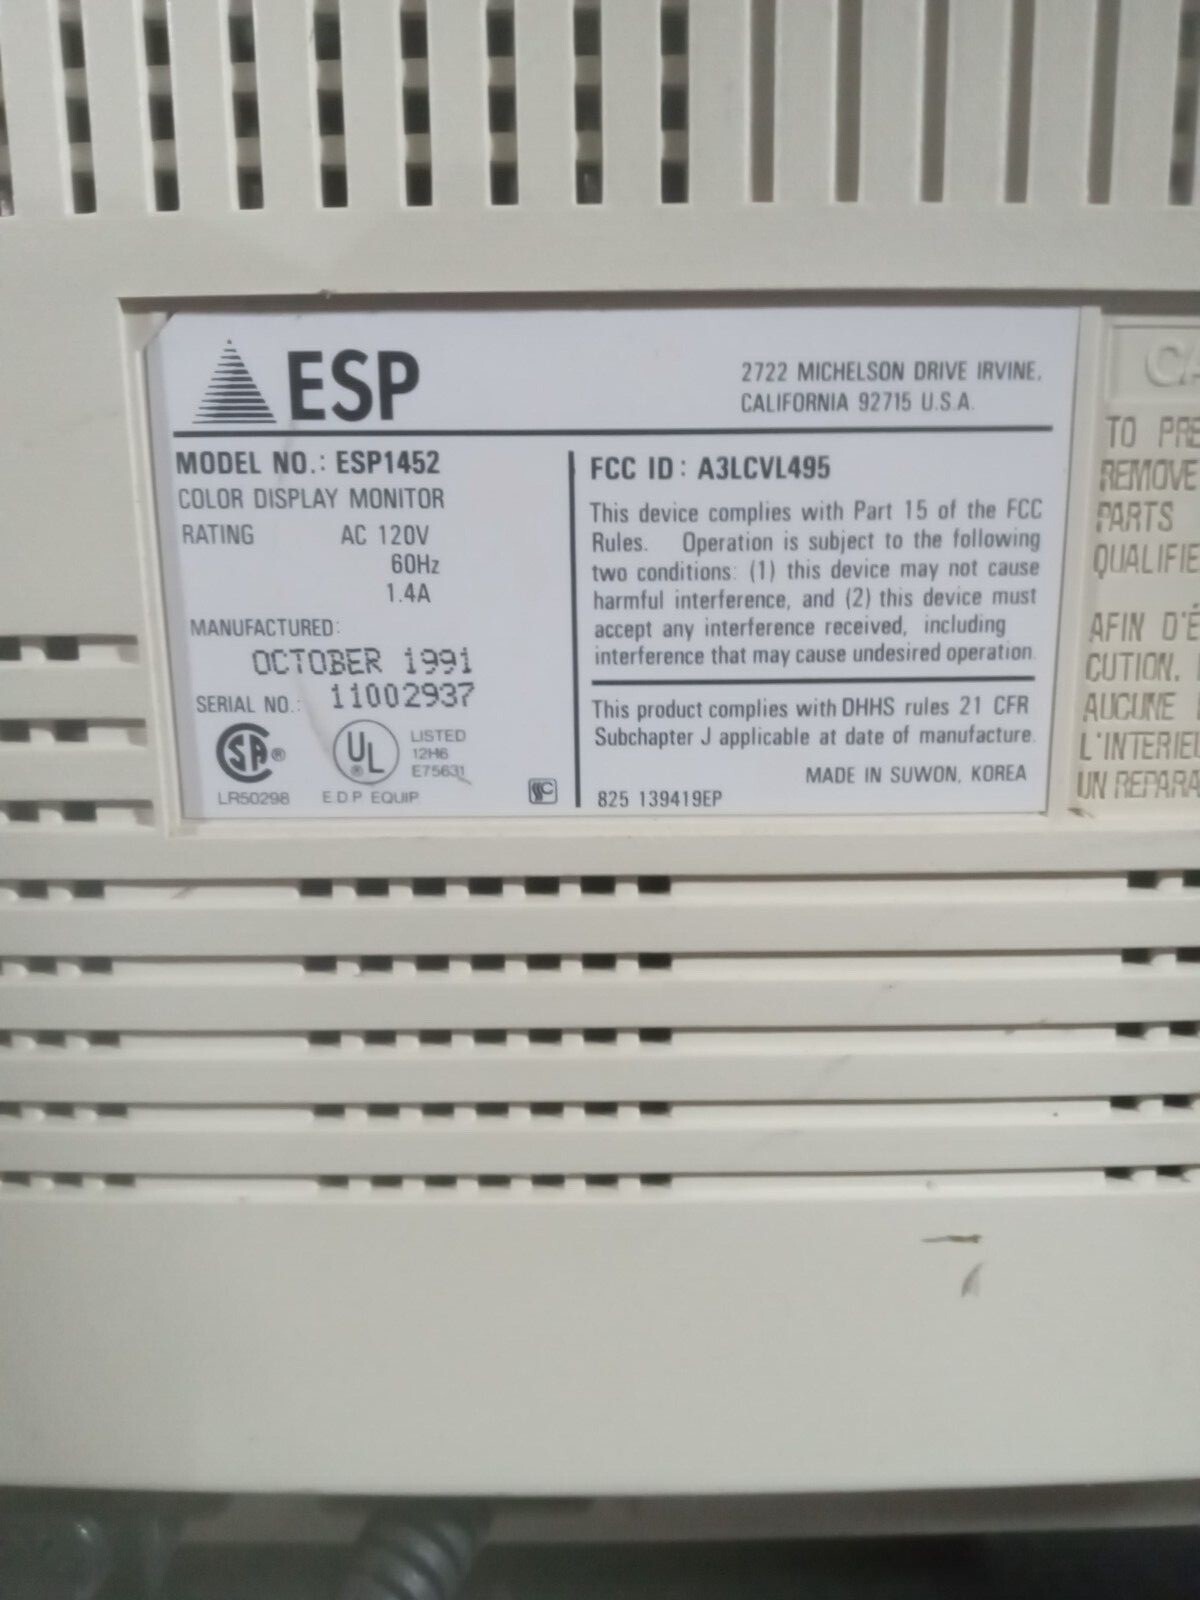 ESP
2722 MICHELSON DRIVE IRVINE,
CALIFORNIA 92715 U.S.A.
MODEL NO.: ESP1452
COLOR DISPLAY MONITOR
RATING AC 120V
60Hz
1.4A
MANUFACTURED:
OCTOBER 1991
SERIAL NO.: 11002937
SA®
UL®
LISTED
12H6
E75631
LR50298
E.D.P. EQUIP.
FCC ID: A3LCVL495
This device complies with Part 15 of the FCC
Rules. Operation is subject to the following
two conditions: (1) this device may not cause
harmful interference, and (2) this device must
accept any interference received, including
interference that may cause undesired operation.
This product complies with DHHS rules 21 CFR
Subchapter J applicable at date of manufacture.
MADE IN SUWON, KOREA
825 139419EP
CA
TO PRE
REMOVE
PARTS
QUALIFIE
AFIN D'É
CUTION,
AUCUNE
L'INTERIEU
UN REPARA